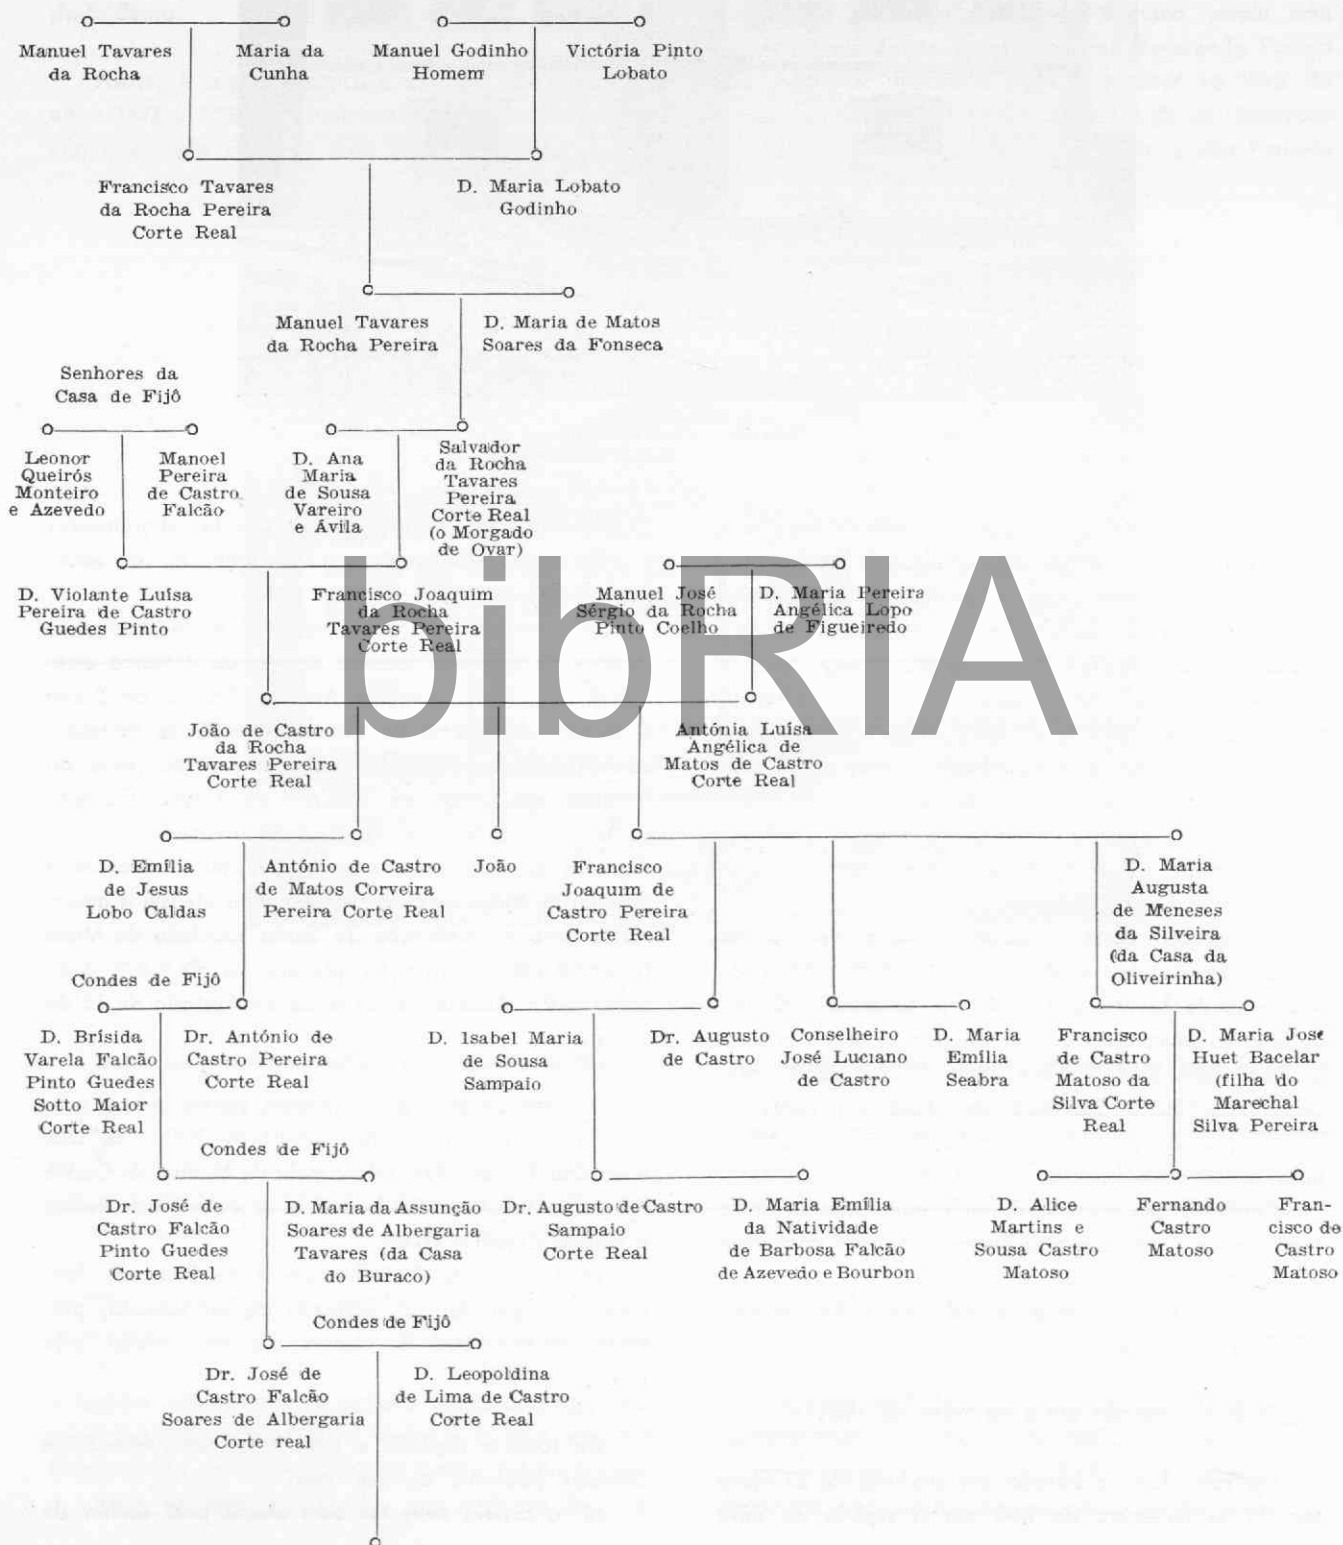 Manuel Tavares
da Rocha
Maria da
Cunha
Manuel Godinho
Homem
Victória Pinto
Lobato
Francisco Tavares
da Rocha Pereira
Corte Real
D. Maria Lobato
Godinho
Manuel Tavares
da Rocha Pereira
D. Maria de Matos
Soares da Fonseca
Senhores da
Casa de Fijô
Leonor
Queirós
Monteiro
e Azevedo
Manoel
Pereira
de Castro
Falcão
D. Ana
Maria
de Sousa
Vareiro
e Ávila
Salvador
da Rocha
Tavares
Pereira
Corte Real
(o Morgado
de Ovar)
D. Violante Luísa
Pereira de Castro
Guedes Pinto
Francisco Joaquim
da Rocha
Tavares Pereira
Corte Real
Manuel José
Sérgio da Rocha
Pinto Coelho
D. Maria Pereira
Angélica Lopo
de Figueiredo
bibRIA
João de Castro
da Rocha
Tavares Pereira
Corte Real
Antónia Luísa
Angélica de
Matos de Castro
Corte Real
D. Emília
de Jesus
Lobo Caldas
António de Castro
de Matos Corveira
Pereira Corte Real
João
Francisco
Joaquim de
Castro Pereira
Corte Real
D. Maria
Augusta
de Meneses
da Silveira
(da Casa da
Oliveirinha)
Condes de Fijô
D. Brísida
Varela Falcão
Pinto Guedes
Sotto Maior
Corte Real
Dr. António de
Castro Pereira
Corte Real
D. Isabel Maria
de Sousa
Sampaio
Dr. Augusto
de Castro
Conselheiro
José Luciano
de Castro
D. Maria
Emília
Seabra
Francisco
de Castro
Matoso da
Silva Corte
Real
D. Maria José
Huet Bacelar
(filha do
Marechal
Silva Pereira
Condes de Fijô
Dr. José de
Castro Falcão
Pinto Guedes
Corte Real
D. Maria da Assunção
Soares de Albergaria
Tavares (da Casa
do Buraco)
Dr. Augusto de Castro
Sampaio
Corte Real
D. Maria Emília
da Natividade
de Barbosa Falcão
de Azevedo e Bourbon
D. Alice
Martins e
Sousa Castro
Matoso
Fernando
Castro
Matoso
Fran-
cisco de
Castro
Matoso
Condes de Fijô
Dr. José de
Castro Falcão
Soares de Albergaria
Corte real
D. Leopoldina
de Lima de Castro
Corte Real